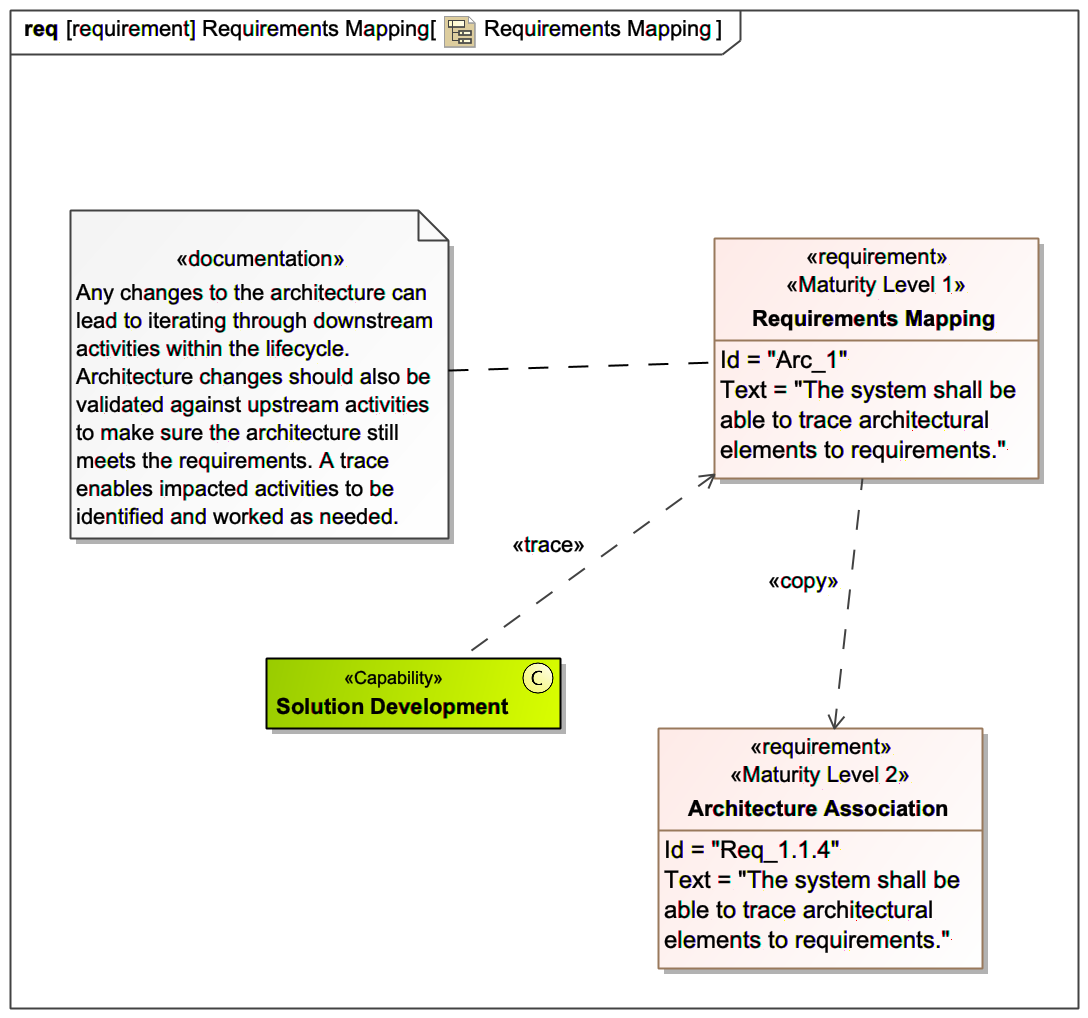 req [requirement] Requirements Mapping[ Requirements Mapping ]
«documentation»
Any changes to the architecture can
lead to iterating through downstream
activities within the lifecycle.
Architecture changes should also be
validated against upstream activities
to make sure the architecture still
meets the requirements. A trace
enables impacted activities to be
identified and worked as needed.
«requirement»
«Maturity Level 1»
Requirements Mapping
Id = "Arc_1"
Text = "The system shall be
able to trace architectural
elements to requirements."
«trace»
«copy»
«Capability»
C
Solution Development
«requirement»
«Maturity Level 2»
Architecture Association
Id = "Req_1.1.4"
Text = "The system shall be
able to trace architectural
elements to requirements."